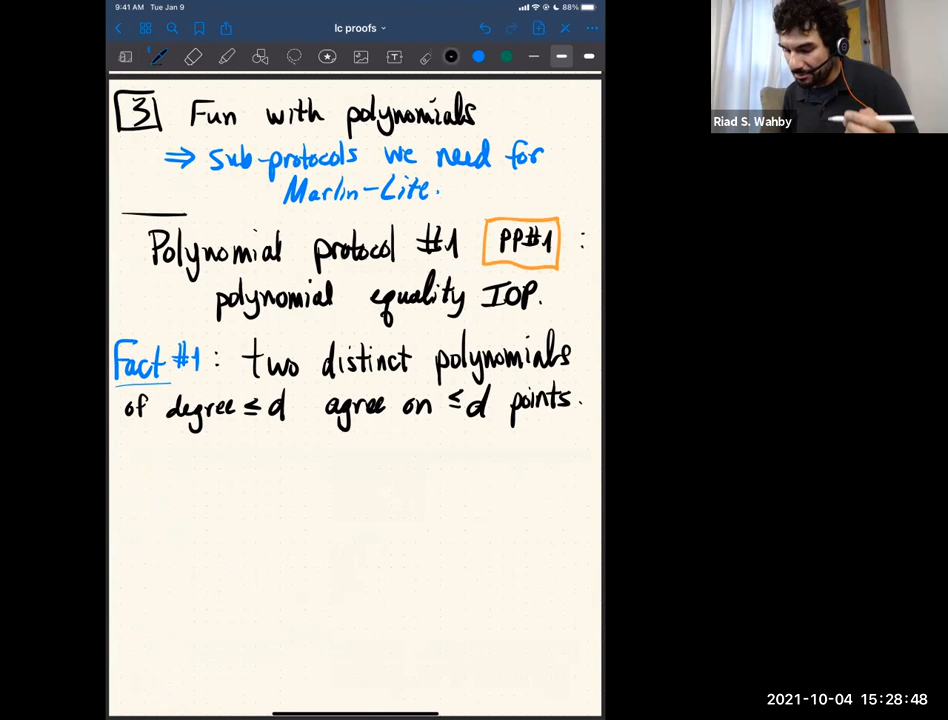 9:41 AM Tue Jan 9
88%
lc proofs
3 Fun with polynomials
⇒ sub-protocols we need for
Marlin-Lite.
Polynomial protocol #1 PP#1 :
polynomial equality IOP.
Fact #1 : two distinct polynomials
of degree ≤ d agree on ≤ d points.
Riad S. Wahby
2021-10-04 15:28:48